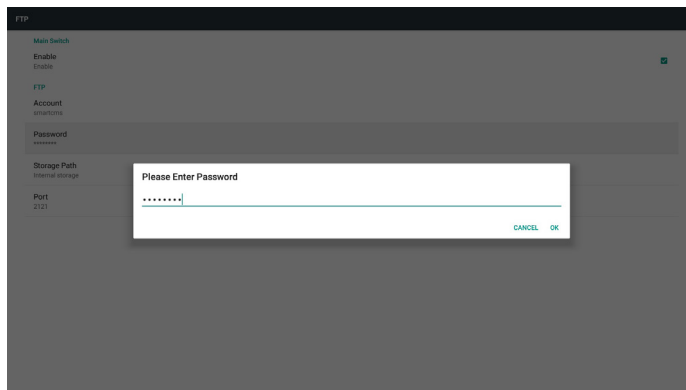 FTP
Main Switch
Enable
Enable
FTP
Account
smartcms
Password
********
Storage Path
Internal storage
Port
2121
Please Enter Password
••••••••
CANCEL OK